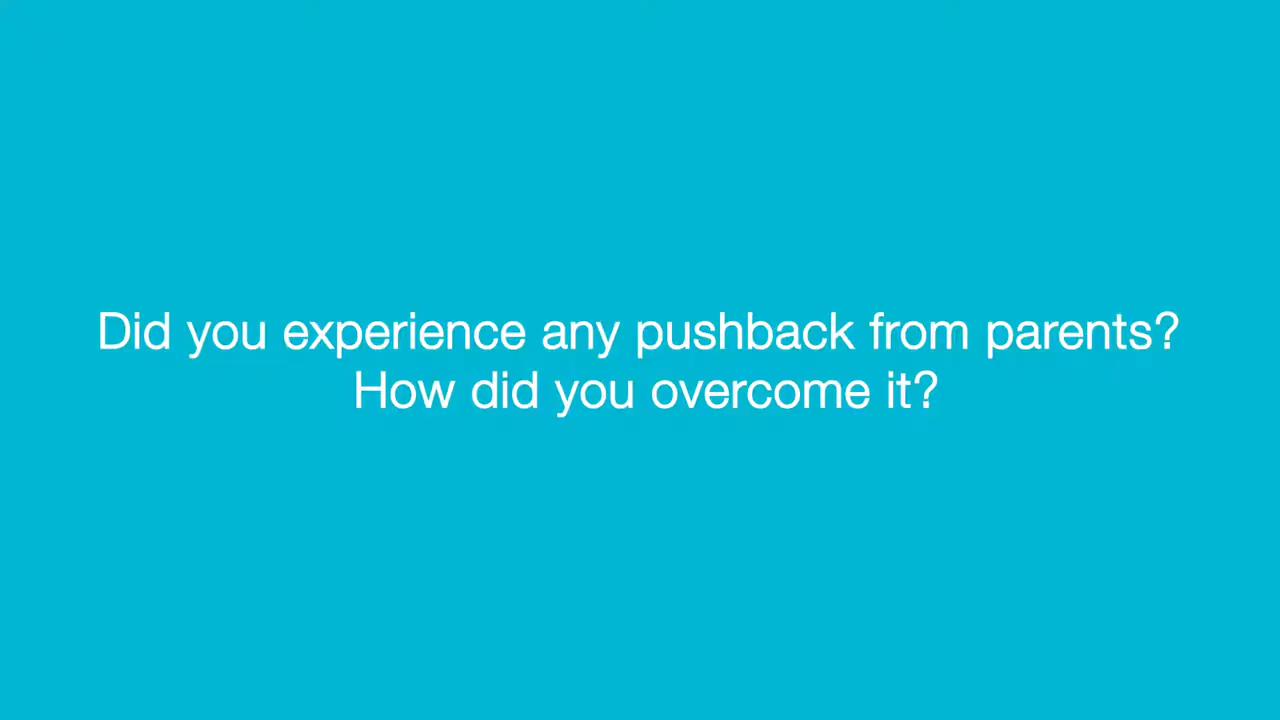 Did you experience any pushback from parents?
How did you overcome it?